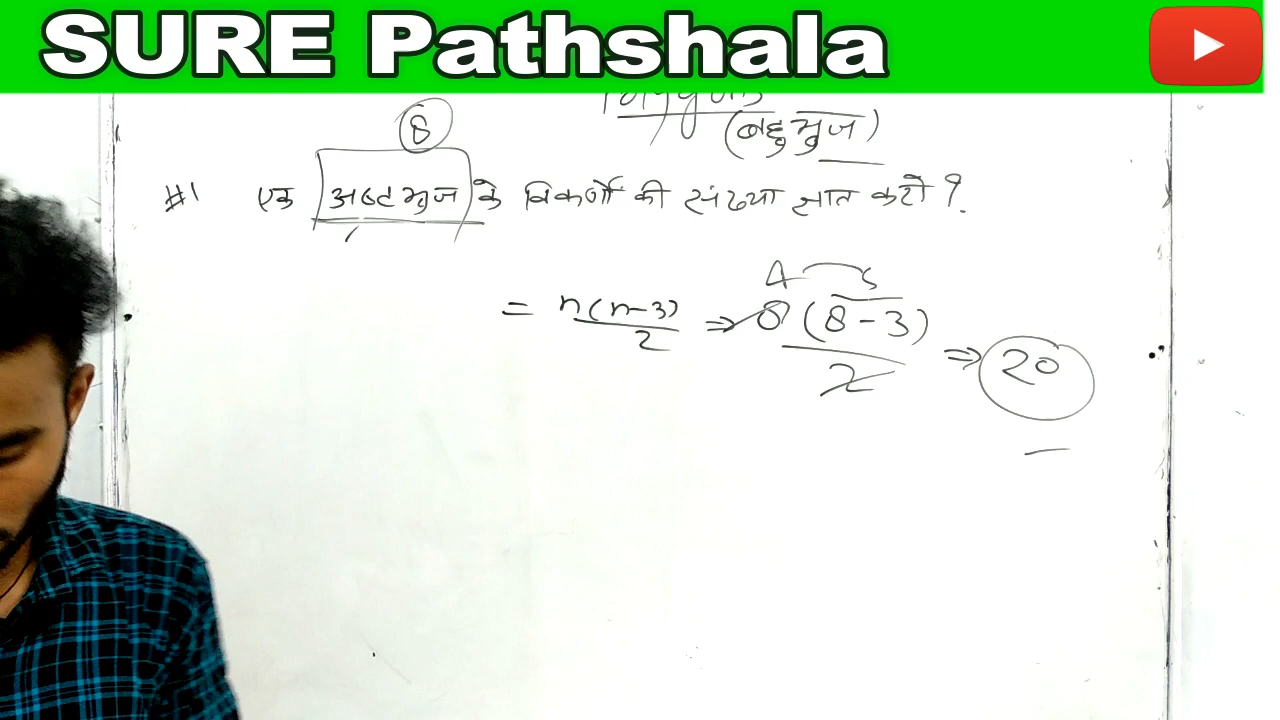 SURE Pathshala
(बहुभुज)
8
#1 एक अष्टभुज के विकर्णो की संख्या ज्ञात करो ?
4 5
= n(n-3)/2 ⇒ 8(8-3)/2 ⇒ 20